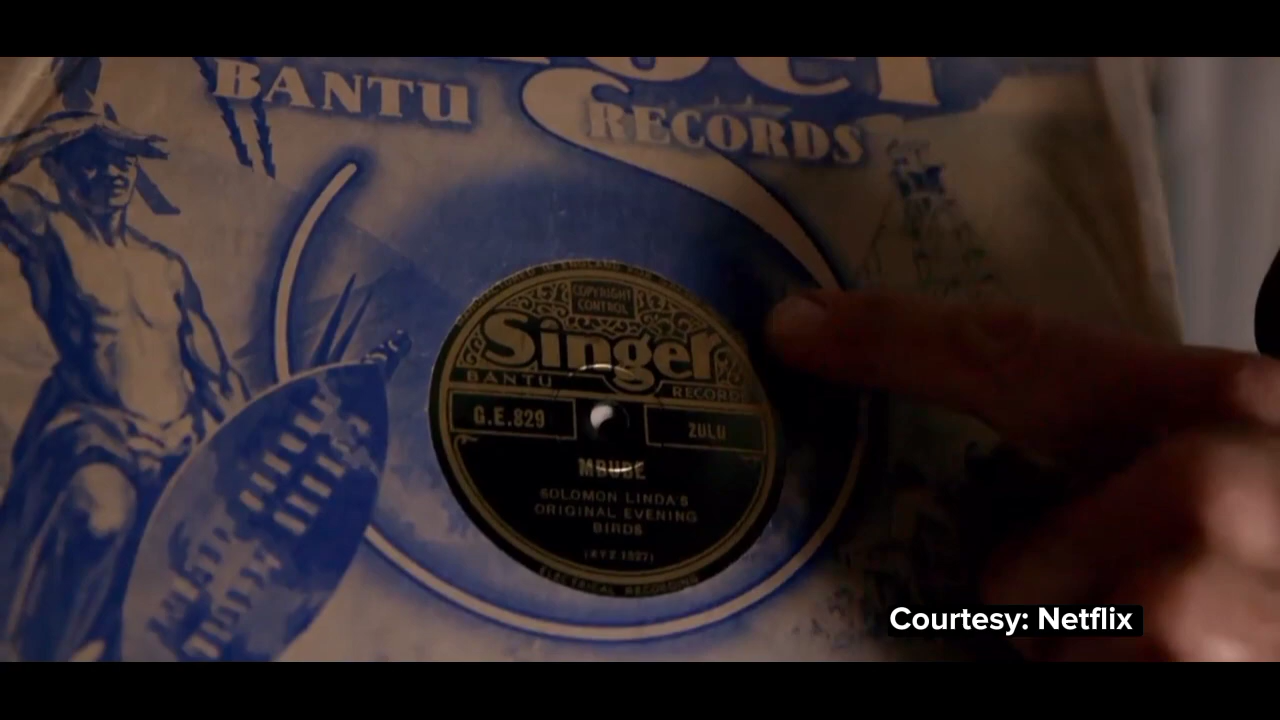 BANTU
RECORDS
COPYRIGHT
CONTROL
Singer
BANTU
RECORDS
G.E.829
ZULU
MBUBE
SOLOMON LINDA'S
ORIGINAL EVENING
BIRDS
ELECTRICAL RECORDING
Courtesy: Netflix